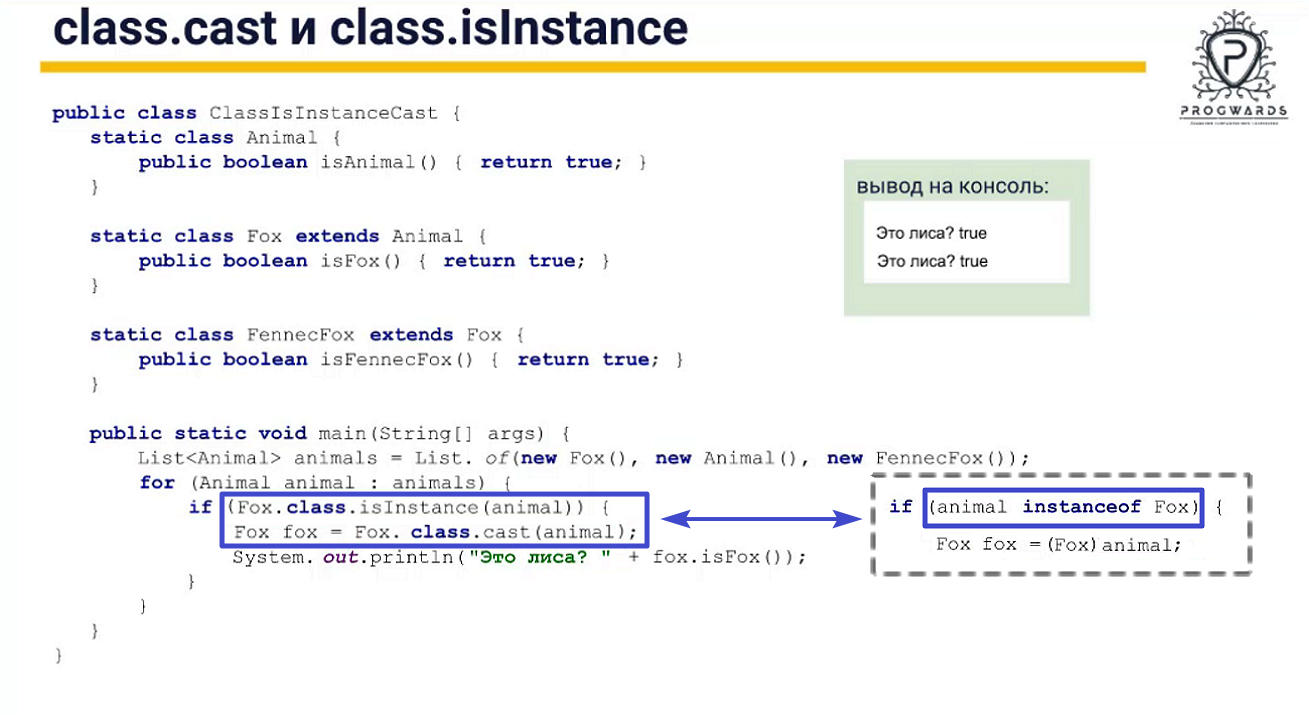 class.cast и class.isInstance
PROGWARDS
public class ClassIsInstanceCast {
static class Animal {
public boolean isAnimal() { return true; }
}
static class Fox extends Animal {
public boolean isFox() { return true; }
}
static class FennecFox extends Fox {
public boolean isFennecFox() { return true; }
}
public static void main(String[] args) {
List<Animal> animals = List. of(new Fox(), new Animal(), new FennecFox());
for (Animal animal : animals) {
if (Fox.class.isInstance(animal)) {
Fox fox = Fox. class.cast(animal);
System. out.println("Это лиса? " + fox.isFox());
}
}
}
}
вывод на консоль:
Это лиса? true
Это лиса? true
if (animal instanceof Fox) {
Fox fox =(Fox)animal;